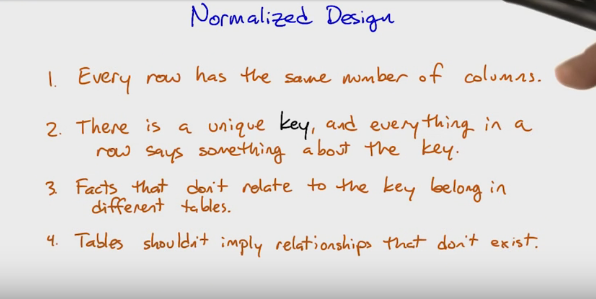 Normalized Design
1. Every row has the same number of columns.
2. There is a unique key, and everything in a
row says something about the key.
3. Facts that don't relate to the key belong in
different tables.
4. Tables shouldn't imply relationships that don't exist.